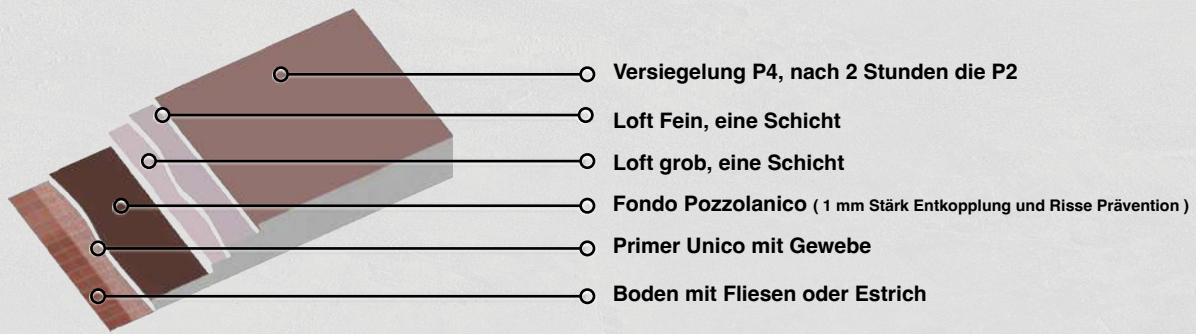 Versiegelung P4, nach 2 Stunden die P2
Loft Fein, eine Schicht
Loft grob, eine Schicht
Fondo Pozzolanico ( 1 mm Stärk Entkopplung und Risse Prävention )
Primer Unico mit Gewebe
Boden mit Fliesen oder Estrich